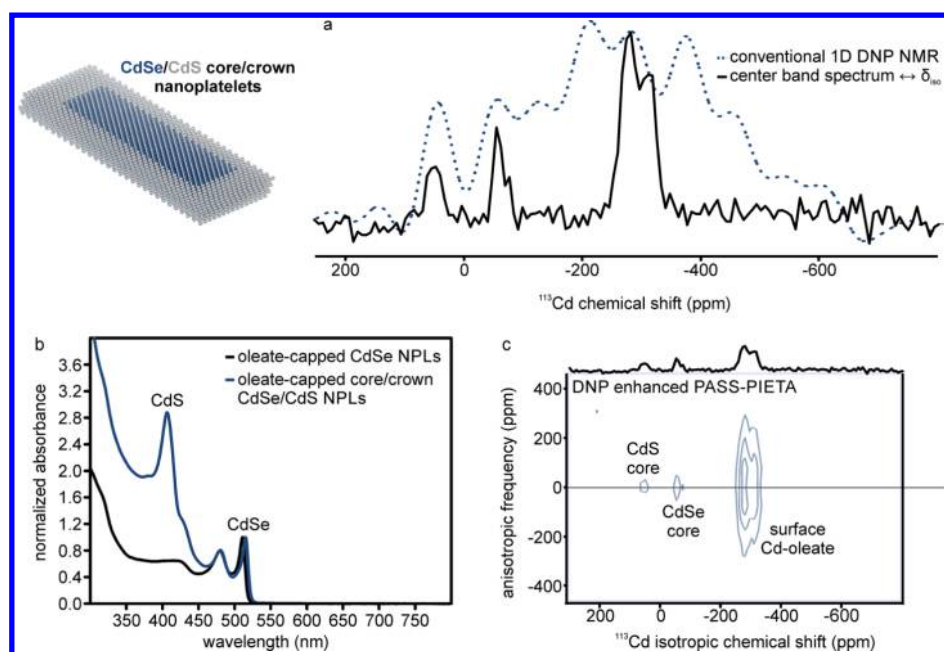 CdSe/CdS core/crown
nanoplatelets
a
conventional 1D DNP NMR
center band spectrum ↔ δiso
200 0 -200 -400 -600
¹¹³Cd chemical shift (ppm)
b
oleate-capped CdSe NPLs
oleate-capped core/crown
CdSe/CdS NPLs
CdS
CdSe
3.6
3.2
2.8
2.4
2.0
1.6
1.2
0.8
0.4
0.0
normalized absorbance
350 400 450 500 550 600 650 700 750
wavelength (nm)
c
DNP enhanced PASS-PIETA
400
200
0
-200
-400
anisotropic frequency (ppm)
CdS
core
CdSe
core
surface
Cd-oleate
200 0 -200 -400 -600
¹¹³Cd isotropic chemical shift (ppm)